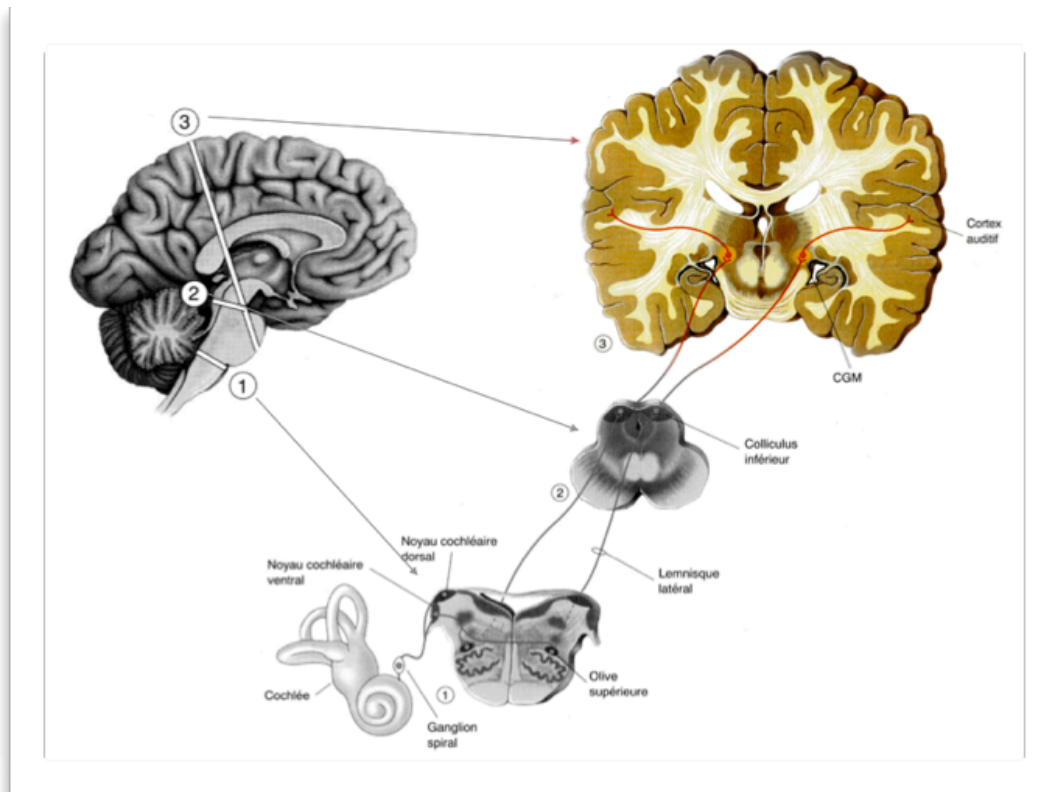 3
2
1
Cortex
auditif
3
CGM
Colliculus
inférieur
2
Noyau cochléaire
dorsal
Noyau cochléaire
ventral
Lemnisque
latéral
Olive
supérieure
1
Cochlée
Ganglion
spiral